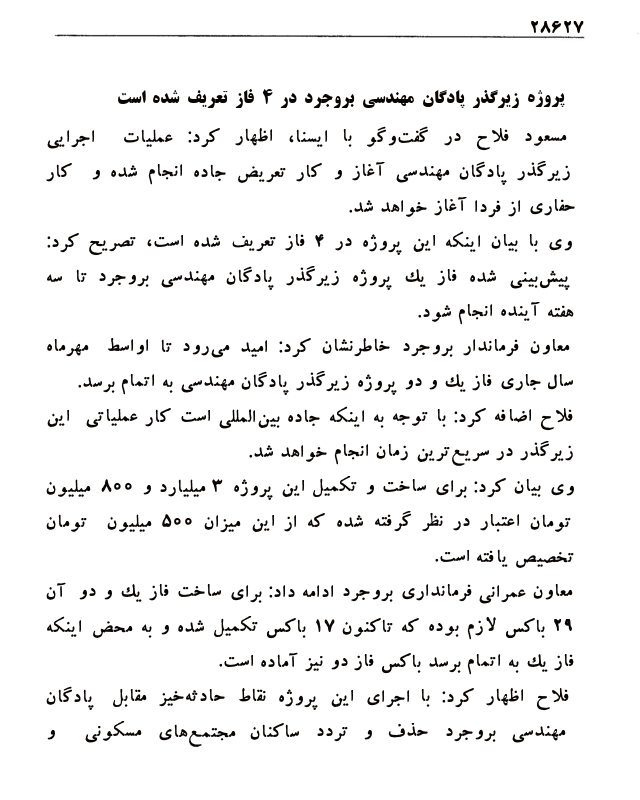 ۲۸۶۲۷
پروژه زیرگذر پادگان مهندسی بروجرد در ۴ فاز تعریف شده است
مسعود فلاح در گفت‌وگو با ایسنا، اظهار کرد: عملیات اجرایی
زیرگذر پادگان مهندسی آغاز و کار تعریض جاده انجام شده و کار
حفاری از فردا آغاز خواهد شد.
وی با بیان اینکه این پروژه در ۴ فاز تعریف شده است، تصریح کرد:
پیش‌بینی شده فاز یك پروژه زیرگذر پادگان مهندسی بروجرد تا سه
هفته آینده انجام شود.
معاون فرماندار بروجرد خاطرنشان کرد: امید می‌رود تا اواسط مهرماه
سال جاری فاز یك و دو پروژه زیرگذر پادگان مهندسی به اتمام برسد.
فلاح اضافه کرد: با توجه به اینکه جاده بین‌المللی است کار عملیاتی این
زیرگذر در سریع‌ترین زمان انجام خواهد شد.
وی بیان کرد: برای ساخت و تکمیل این پروژه ۳ میلیارد و ۸۰۰ میلیون
تومان اعتبار در نظر گرفته شده که از این میزان ۵۰۰ میلیون تومان
تخصیص یافته است.
معاون عمرانی فرمانداری بروجرد ادامه داد: برای ساخت فاز یك و دو آن
۲۹ باکس لازم بوده که تاکنون ۱۷ باکس تکمیل شده و به محض اینکه
فاز یك به اتمام برسد باکس فاز دو نیز آماده است.
فلاح اظهار کرد: با اجرای این پروژه نقاط حادثه‌خیز مقابل پادگان
مهندسی بروجرد حذف و تردد ساکنان مجتمع‌های مسکونی و